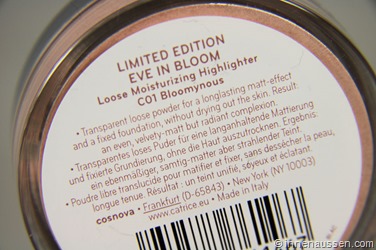 LIMITED EDITION
EVE IN BLOOM
Loose Moisturizing Highlighter
C01 Bloomynous
• Transparent loose powder for a longlasting matt-effect
and a fixed foundation, without drying out the skin. Result:
an even, velvety-matt but radiant complexion.
• Transparentes loses Puder für eine langanhaltende Mattierung
und fixierte Grundierung, ohne die Haut auszutrocknen. Ergebnis:
ein ebenmäßiger, samtig-matter aber strahlender Teint.
• Poudre libre translucide pour matifier et fixer, sans dessécher la peau,
longue tenue. Résultat : un teint unifié, soyeux et éclatant.
cosnova • Frankfurt (D-65843) • New York (NY 10003)
www.catrice.eu • Made in Italy
© innenaussen.com